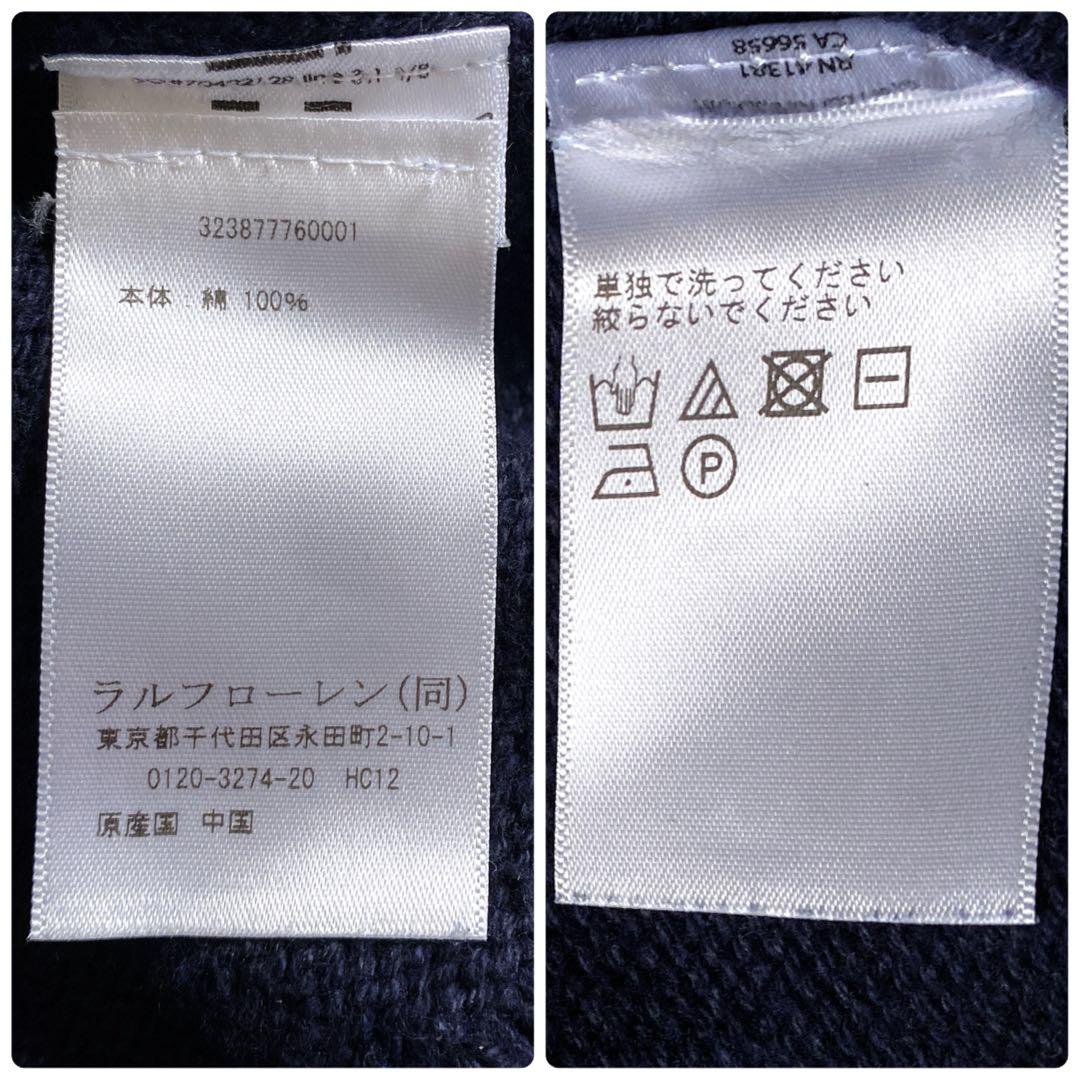 323877760001
本体：綿 100%
ラルフローレン(同)
東京都千代田区永田町2-10-1
0120-3274-20 HC12
原産国 中国
CA 56658
RN 41381
単独で洗ってください
絞らないでください
P